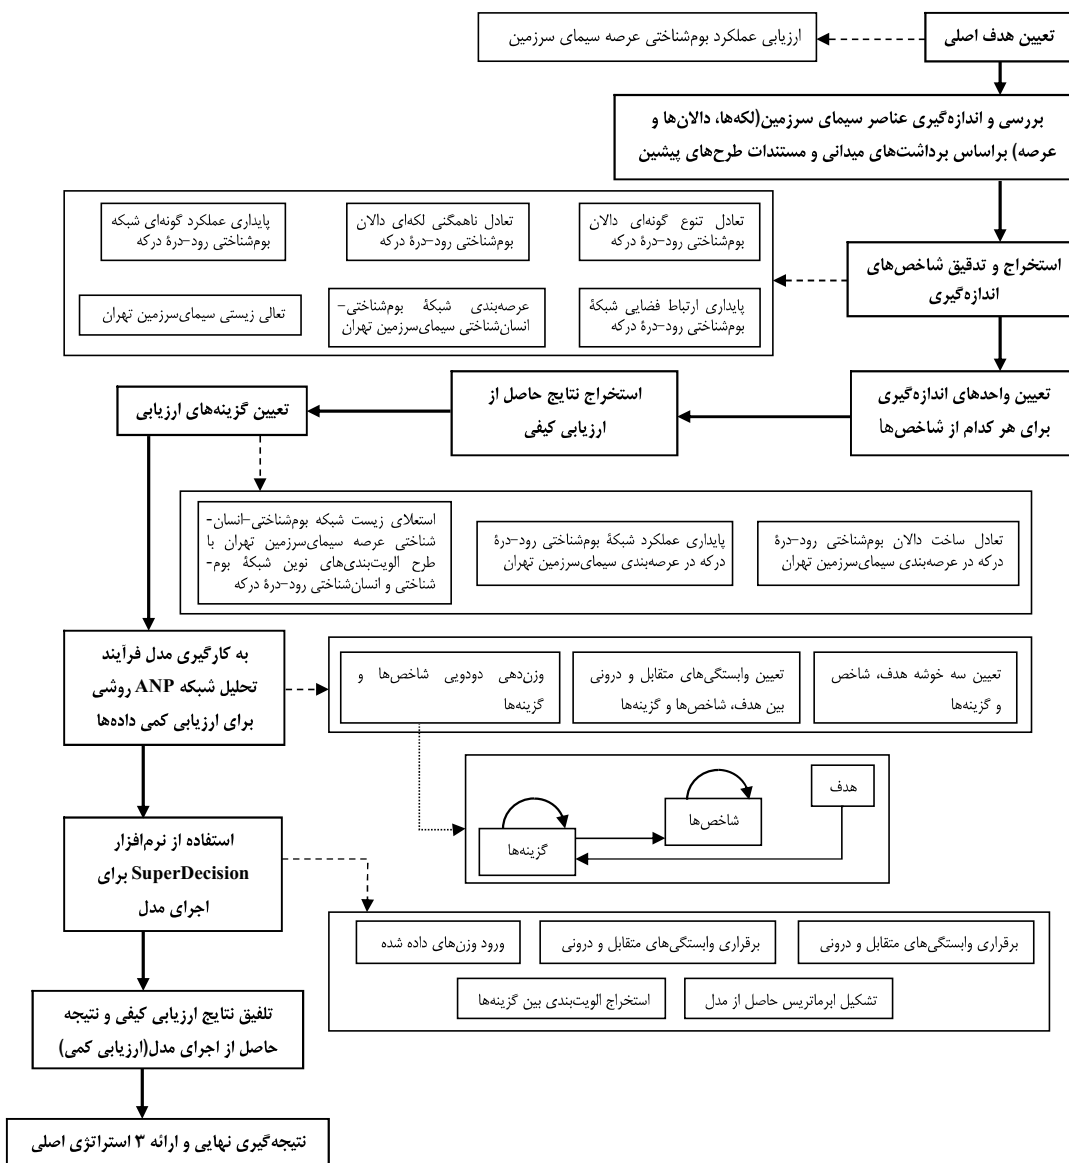 تعیین هدف اصلی
ارزیابی عملکرد بوم‌شناختی عرصه سیمای سرزمین
بررسی و اندازه‌گیری عناصر سیمای سرزمین(لکه‌ها، دالان‌ها و
عرصه) براساس برداشت‌های میدانی و مستندات طرح‌های پیشین
استخراج و تدقیق شاخص‌های
اندازه‌گیری
تعادل تنوع گونه‌ای دالان
بوم‌شناختی رود-درهٔ درکه
تعادل ناهمگنی لکه‌ای دالان
بوم‌شناختی رود-درهٔ درکه
پایداری عملکرد گونه‌ای شبکه
بوم‌شناختی رود-درهٔ درکه
پایداری ارتباط فضایی شبکهٔ
بوم‌شناختی رود-درهٔ درکه
عرصه‌بندی شبکهٔ بوم‌شناختی-
انسان‌شناختی سیمای‌سرزمین تهران
تعالی زیستی سیمای‌سرزمین تهران
تعیین واحدهای اندازه‌گیری
برای هر کدام از شاخص‌ها
استخراج نتایج حاصل از
ارزیابی کیفی
تعیین گزینه‌های ارزیابی
تعادل ساخت دالان بوم‌شناختی رود-درهٔ
درکه در عرصه‌بندی سیمای‌سرزمین تهران
پایداری عملکرد شبکهٔ بوم‌شناختی رود-درهٔ
درکه در عرصه‌بندی سیمای‌سرزمین تهران
استعلای زیست شبکه بوم‌شناختی-انسان-
شناختی عرصه سیمای‌سرزمین تهران با
طرح الویت‌بندی‌های نوین شبکهٔ بوم-
شناختی و انسان‌شناختی رود-درهٔ درکه
به کارگیری مدل فرآیند
تحلیل شبکه ANP روشی
برای ارزیابی کمی داده‌ها
تعیین سه خوشه هدف، شاخص
و گزینه‌ها
تعیین وابستگی‌های متقابل و درونی
بین هدف، شاخص‌ها و گزینه‌ها
وزن‌دهی دودویی شاخص‌ها و
گزینه‌ها
هدف
شاخص‌ها
گزینه‌ها
استفاده از نرم‌افزار
SuperDecision برای
اجرای مدل
برقراری وابستگی‌های متقابل و درونی
برقراری وابستگی‌های متقابل و درونی
ورود وزن‌های داده شده
تشکیل ابرماتریس حاصل از مدل
استخراج الویت‌بندی بین گزینه‌ها
تلفیق نتایج ارزیابی کیفی و نتیجه
حاصل از اجرای مدل(ارزیابی کمی)
نتیجه‌گیری نهایی و ارائه ۳ استراتژی اصلی